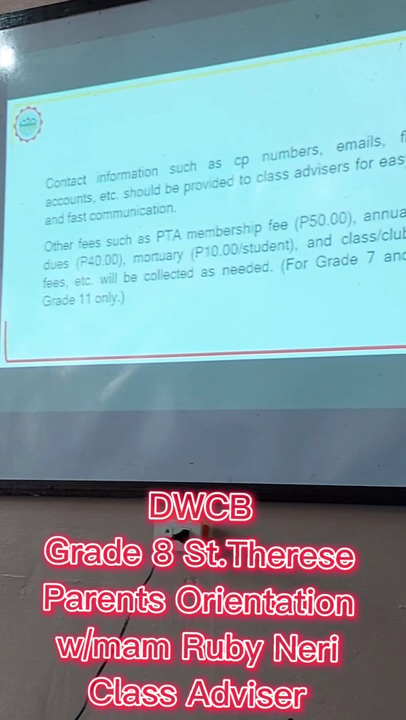 Contact information such as cp numbers, emails, f
accounts, etc. should be provided to class advisers for eas
and fast communication.
Other fees such as PTA membership fee (P50.00), annua
dues (P40.00), mortuary (P10.00/student), and class/club
fees, etc. will be collected as needed. (For Grade 7 and
Grade 11 only.)
DWCB
Grade 8 St.Therese
Parents Orientation
w/mam Ruby Neri
Class Adviser